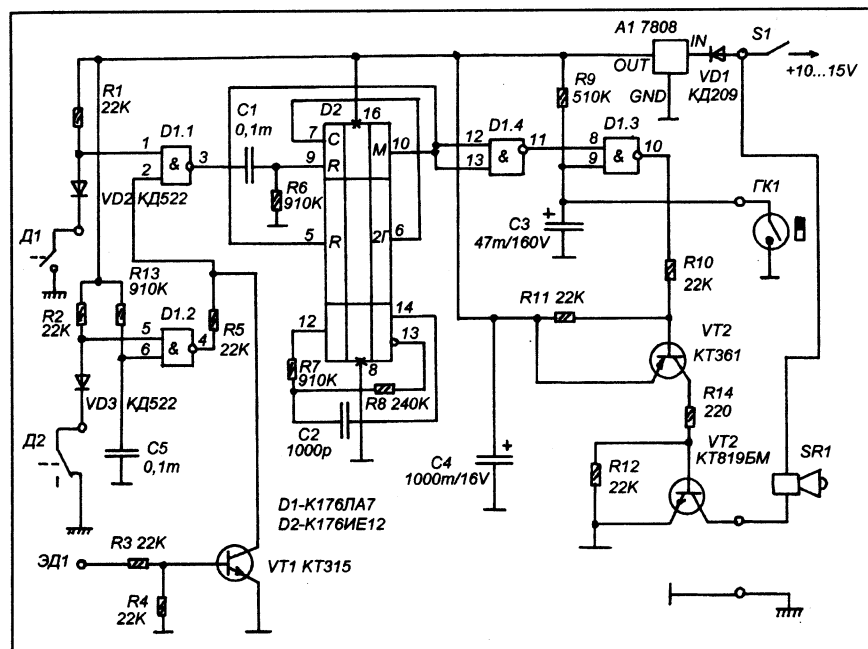 A1 7808
S1
IN
OUT
VD1
КД209
+10...15V
GND
R1
22K
D1.1
C1
0,1m
D2
16
R9
510K
1
2
&
3
7
C
9
R
M
10
12
13
D1.4
&
11
8
9
D1.3
&
10
VD2 КД522
R6
910K
Д1
5
R
2Г
6
C3
47m/160V
ГК1
R13
910K
R2
22K
D1.2
5
6
&
4
R5
22K
R10
22K
R11 22K
12
14
13
8
VT2
КТ361
R7
910K
R8 240K
VD3
КД522
C2
1000p
R14
220
Д2
C5
0,1m
C4
1000m/16V
R12
22K
VT2
КТ819БМ
SR1
D1-К176ЛА7
D2-К176ИЕ12
ЭД1
R3 22K
VT1 КТ315
R4
22K